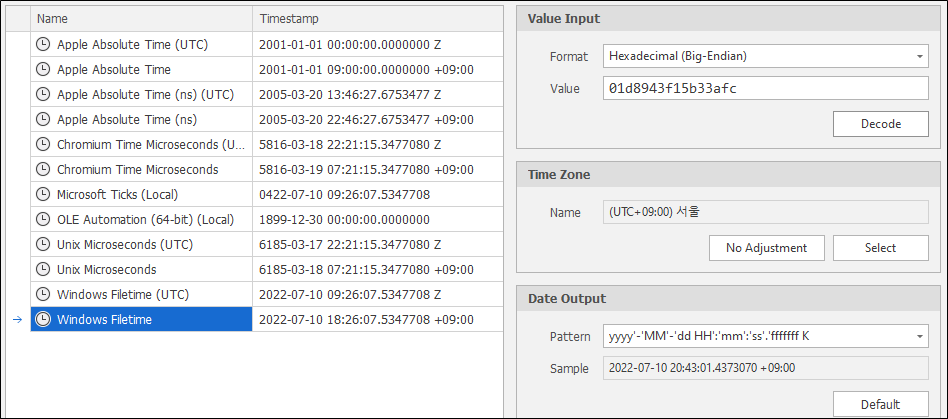 Name Timestamp
Apple Absolute Time (UTC) 2001-01-01 00:00:00.0000000 Z
Apple Absolute Time 2001-01-01 09:00:00.0000000 +09:00
Apple Absolute Time (ns) (UTC) 2005-03-20 13:46:27.6753477 Z
Apple Absolute Time (ns) 2005-03-20 22:46:27.6753477 +09:00
Chromium Time Microseconds (U... 5816-03-18 22:21:15.3477080 Z
Chromium Time Microseconds 5816-03-19 07:21:15.3477080 +09:00
Microsoft Ticks (Local) 0422-07-10 09:26:07.5347708
OLE Automation (64-bit) (Local) 1899-12-30 00:00:00.0000000
Unix Microseconds (UTC) 6185-03-17 22:21:15.3477080 Z
Unix Microseconds 6185-03-18 07:21:15.3477080 +09:00
Windows Filetime (UTC) 2022-07-10 09:26:07.5347708 Z
Windows Filetime 2022-07-10 18:26:07.5347708 +09:00
Value Input
Format Hexadecimal (Big-Endian)
Value 01d8943f15b33afc
Decode
Time Zone
Name (UTC+09:00) 서울
No Adjustment Select
Date Output
Pattern yyyy'-'MM'-'dd HH':'mm':'ss'.'fffffff K
Sample 2022-07-10 20:43:01.4373070 +09:00
Default